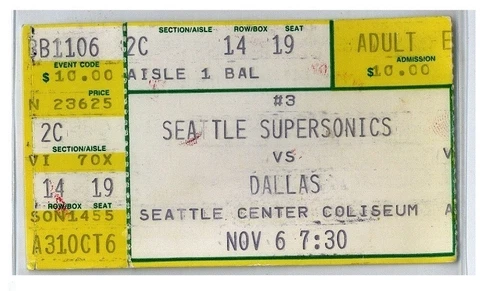 BB1106
EVENT CODE
$10.00
PRICE
N 23625
2C
SECTION/AISLE
VI 70X
14 19
ROW/BOX SEAT
SON1455
A31OCT6
SECTION/AISLE ROW/BOX SEAT
2C 14 19
AISLE 1 BAL
ADULT
ADMISSION
$10.00
#3
SEATTLE SUPERSONICS
VS
DALLAS
SEATTLE CENTER COLISEUM
NOV 6 7:30